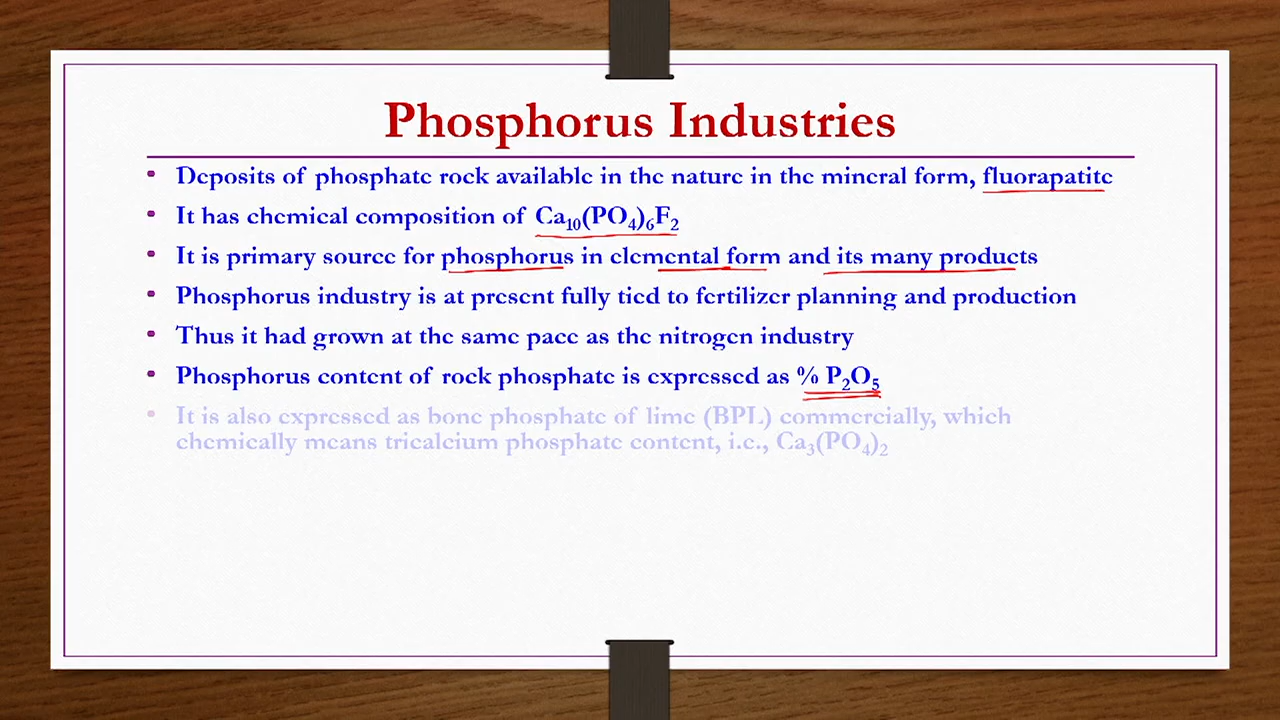 Phosphorus Industries
• Deposits of phosphate rock available in the nature in the mineral form, fluorapatite
• It has chemical composition of Ca₁₀(PO₄)₆F₂
• It is primary source for phosphorus in elemental form and its many products
• Phosphorus industry is at present fully tied to fertilizer planning and production
• Thus it had grown at the same pace as the nitrogen industry
• Phosphorus content of rock phosphate is expressed as % P₂O₅
• It is also expressed as bone phosphate of lime (BPL) commercially, which
chemically means tricalcium phosphate content, i.e., Ca₃(PO₄)₂